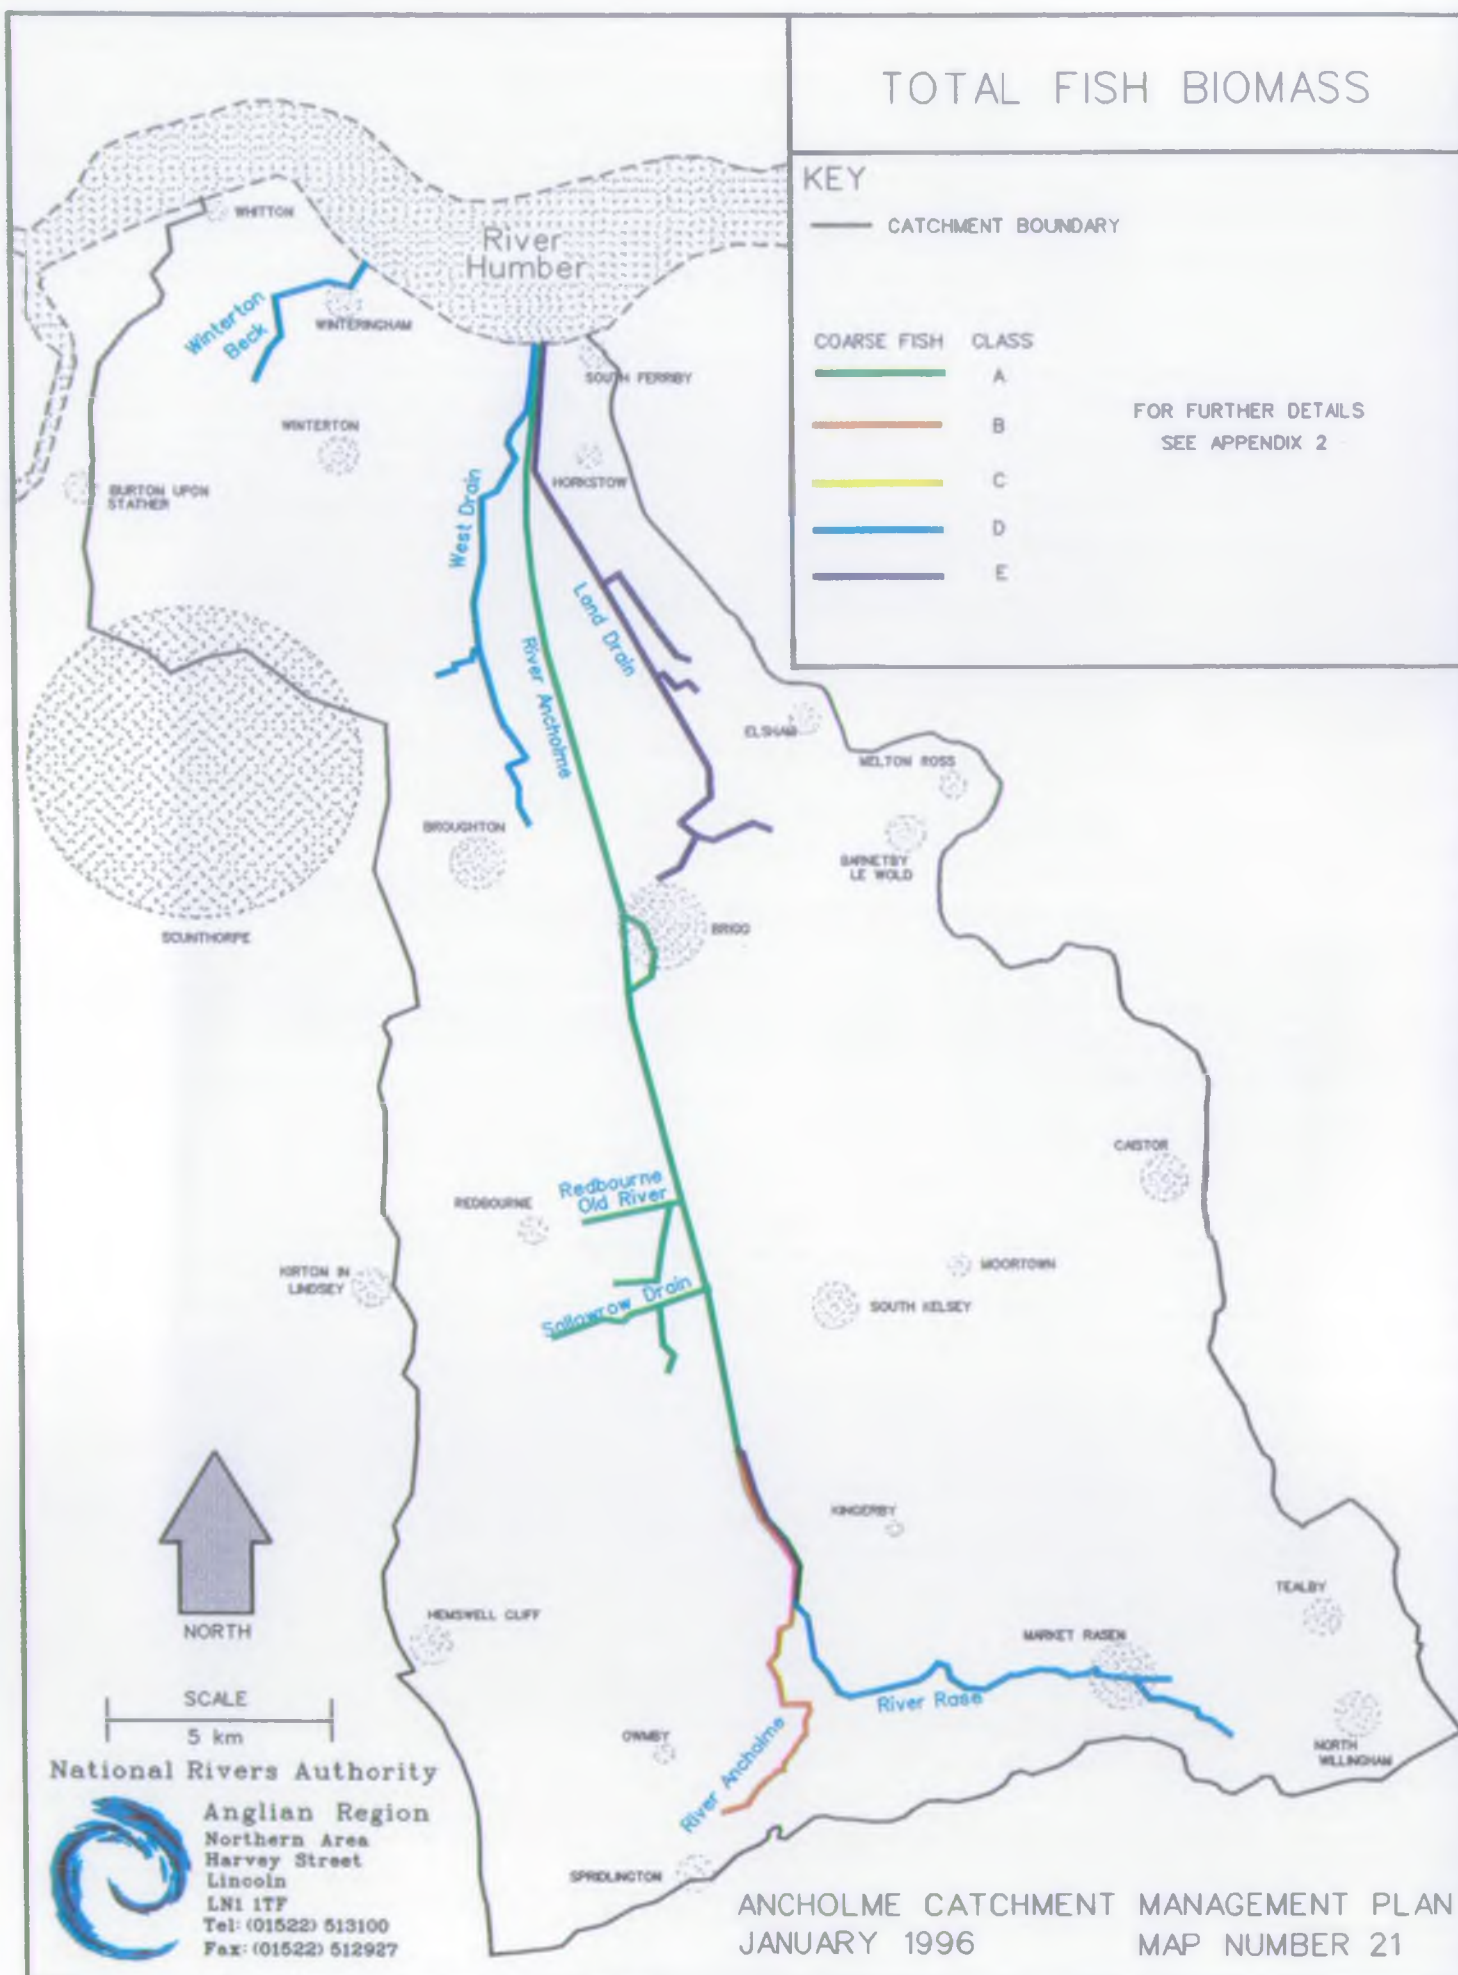 TOTAL FISH BIOMASS
KEY
CATCHMENT BOUNDARY
COARSE FISH CLASS
A
B
C
D
E
FOR FURTHER DETAILS
SEE APPENDIX 2
River
Humber
WHITTON
Winterton
Beck
WINTERINGHAM
SOUTH FERRIBY
WINTERTON
BURTON UPON
STATHER
HORKSTOW
West Drain
River Ancholme
Land Drain
ELSHAM
MELTON ROSS
BROUGHTON
BARNETBY
LE WOLD
SCUNTHORPE
BRIGG
CAISTOR
REDBOURNE
Redbourne
Old River
KIRTON IN
LINDSEY
MOORTOWN
SOUTH KELSEY
Sallowrow Drain
KINGERBY
TEALBY
HEMSWELL CLIFF
MARKET RASEN
River Rase
NORTH
WILLINGHAM
OWMBY
River Ancholme
SPRIDLINGTON
NORTH
SCALE
5 km
National Rivers Authority
Anglian Region
Northern Area
Harvey Street
Lincoln
LN1 1TF
Tel: (01522) 513100
Fax: (01522) 512927
ANCHOLME CATCHMENT MANAGEMENT PLAN
JANUARY 1996 MAP NUMBER 21